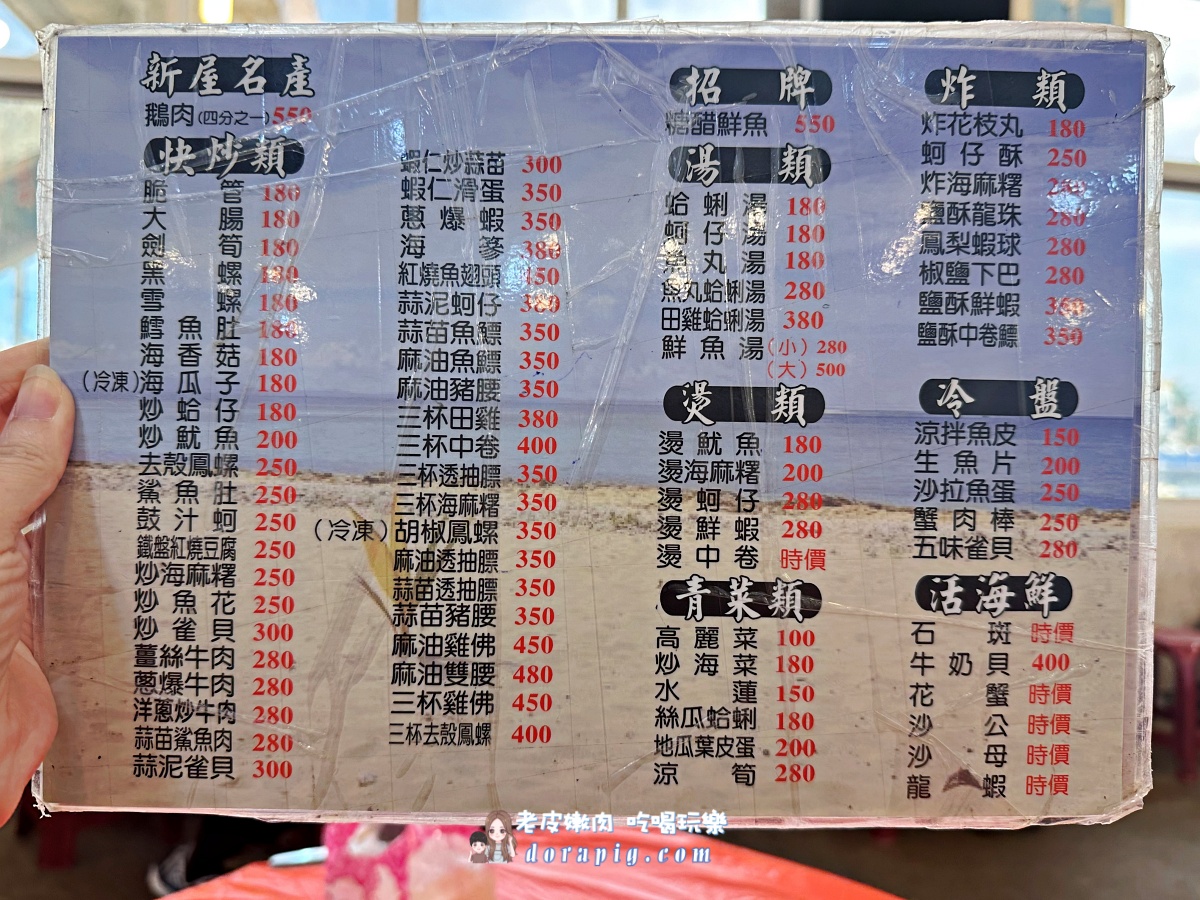 新屋名產
鵝肉(四分之一)550
快炒類
脆管 180
大腸 180
劍筍 180
黑螺 180
雪螺 180
鱈魚肚 180
海香菇 180
(冷凍)海瓜子 180
炒蛤仔 180
炒魷魚 200
去殼鳳螺 250
鯊魚肚 250
鼓汁蚵 250
鐵盤紅燒豆腐 250
炒海麻糬 250
炒魚花 250
炒雀貝 300
薑絲牛肉 280
蔥爆牛肉 280
洋蔥炒牛肉 280
蒜苗鯊魚肉 280
蒜泥雀貝 300
蝦仁炒蒜苗 300
蝦仁滑蛋 350
蔥爆蝦 350
海蔘 380
紅燒魚翅頭 450
蒜泥蚵仔 380
蒜苗魚鰾 350
麻油魚鰾 350
麻油豬腰 350
三杯田雞 380
三杯中卷 400
三杯透抽膘 350
三杯海麻糬 350
(冷凍)胡椒鳳螺 350
麻油透抽膘 350
蒜苗透抽膘 350
蒜苗豬腰 350
麻油雞佛 450
麻油雙腰 480
三杯雞佛 450
三杯去殼鳳螺 400
招牌
糖醋鮮魚 550
湯類
蛤蜊湯 180
蚵仔湯 180
魚丸湯 180
魚丸蛤蜊湯 280
田雞蛤蜊湯 380
鮮魚湯(小) 280
(大) 500
燙類
燙魷魚 180
燙海麻糬 200
燙蚵仔 280
燙鮮蝦 280
燙中卷 時價
青菜類
高麗菜 100
炒海菜 180
水蓮 150
絲瓜蛤蜊 180
地瓜葉皮蛋 200
涼筍 280
炸類
炸花枝丸 180
蚵仔酥 250
炸海麻糬
鹽酥龍珠 280
鳳梨蝦球 280
椒鹽下巴 280
鹽酥鮮蝦 300
鹽酥中卷鰾 350
冷盤
涼拌魚皮 150
生魚片 200
沙拉魚蛋 250
蟹肉棒 250
五味雀貝 280
活海鮮
石斑 時價
牛奶貝 400
花蟹 時價
沙公 時價
沙母 時價
龍蝦 時價
老皮嫩肉 吃喝玩樂
dorapig.com